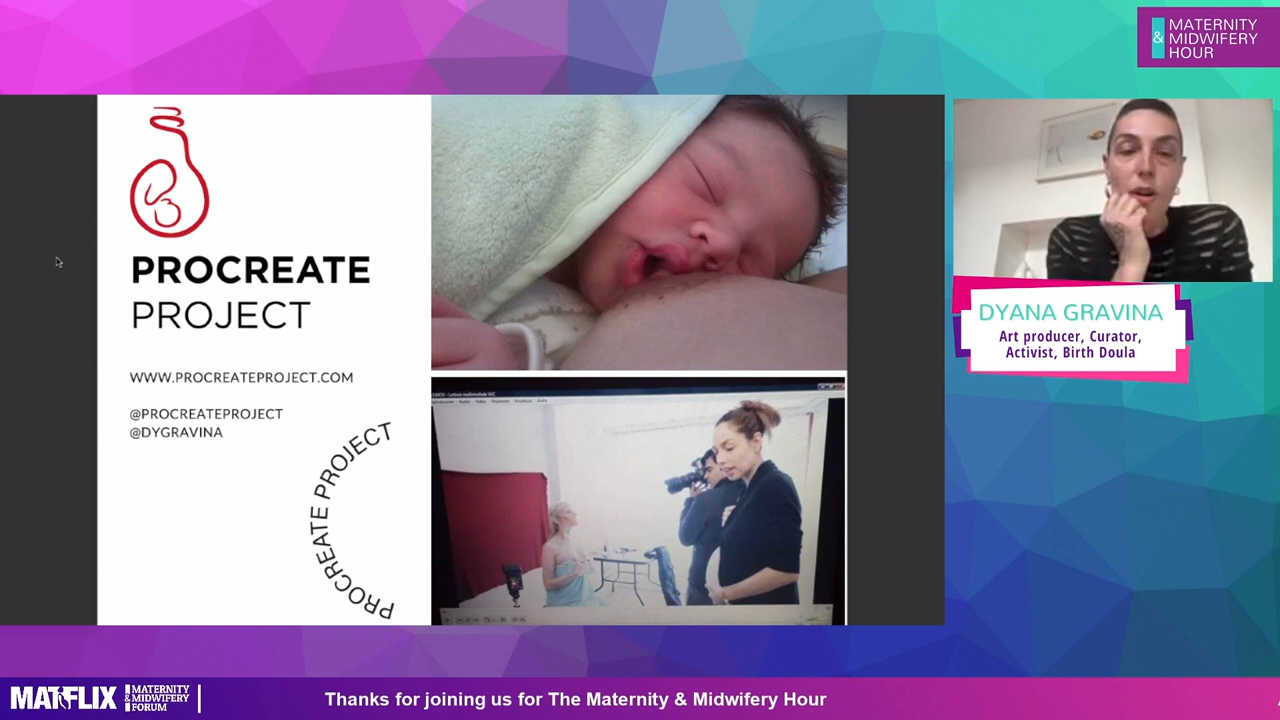 MATERNITY
& MIDWIFERY
HOUR
PROCREATE
PROJECT
WWW.PROCREATEPROJECT.COM
@PROCREATEPROJECT
@DYGRAVINA
PROCREATE PROJECT
DYANA GRAVINA
Art producer, Curator,
Activist, Birth Doula
MATFLIX
MATERNITY
& MIDWIFERY
FORUM
Thanks for joining us for The Maternity & Midwifery Hour